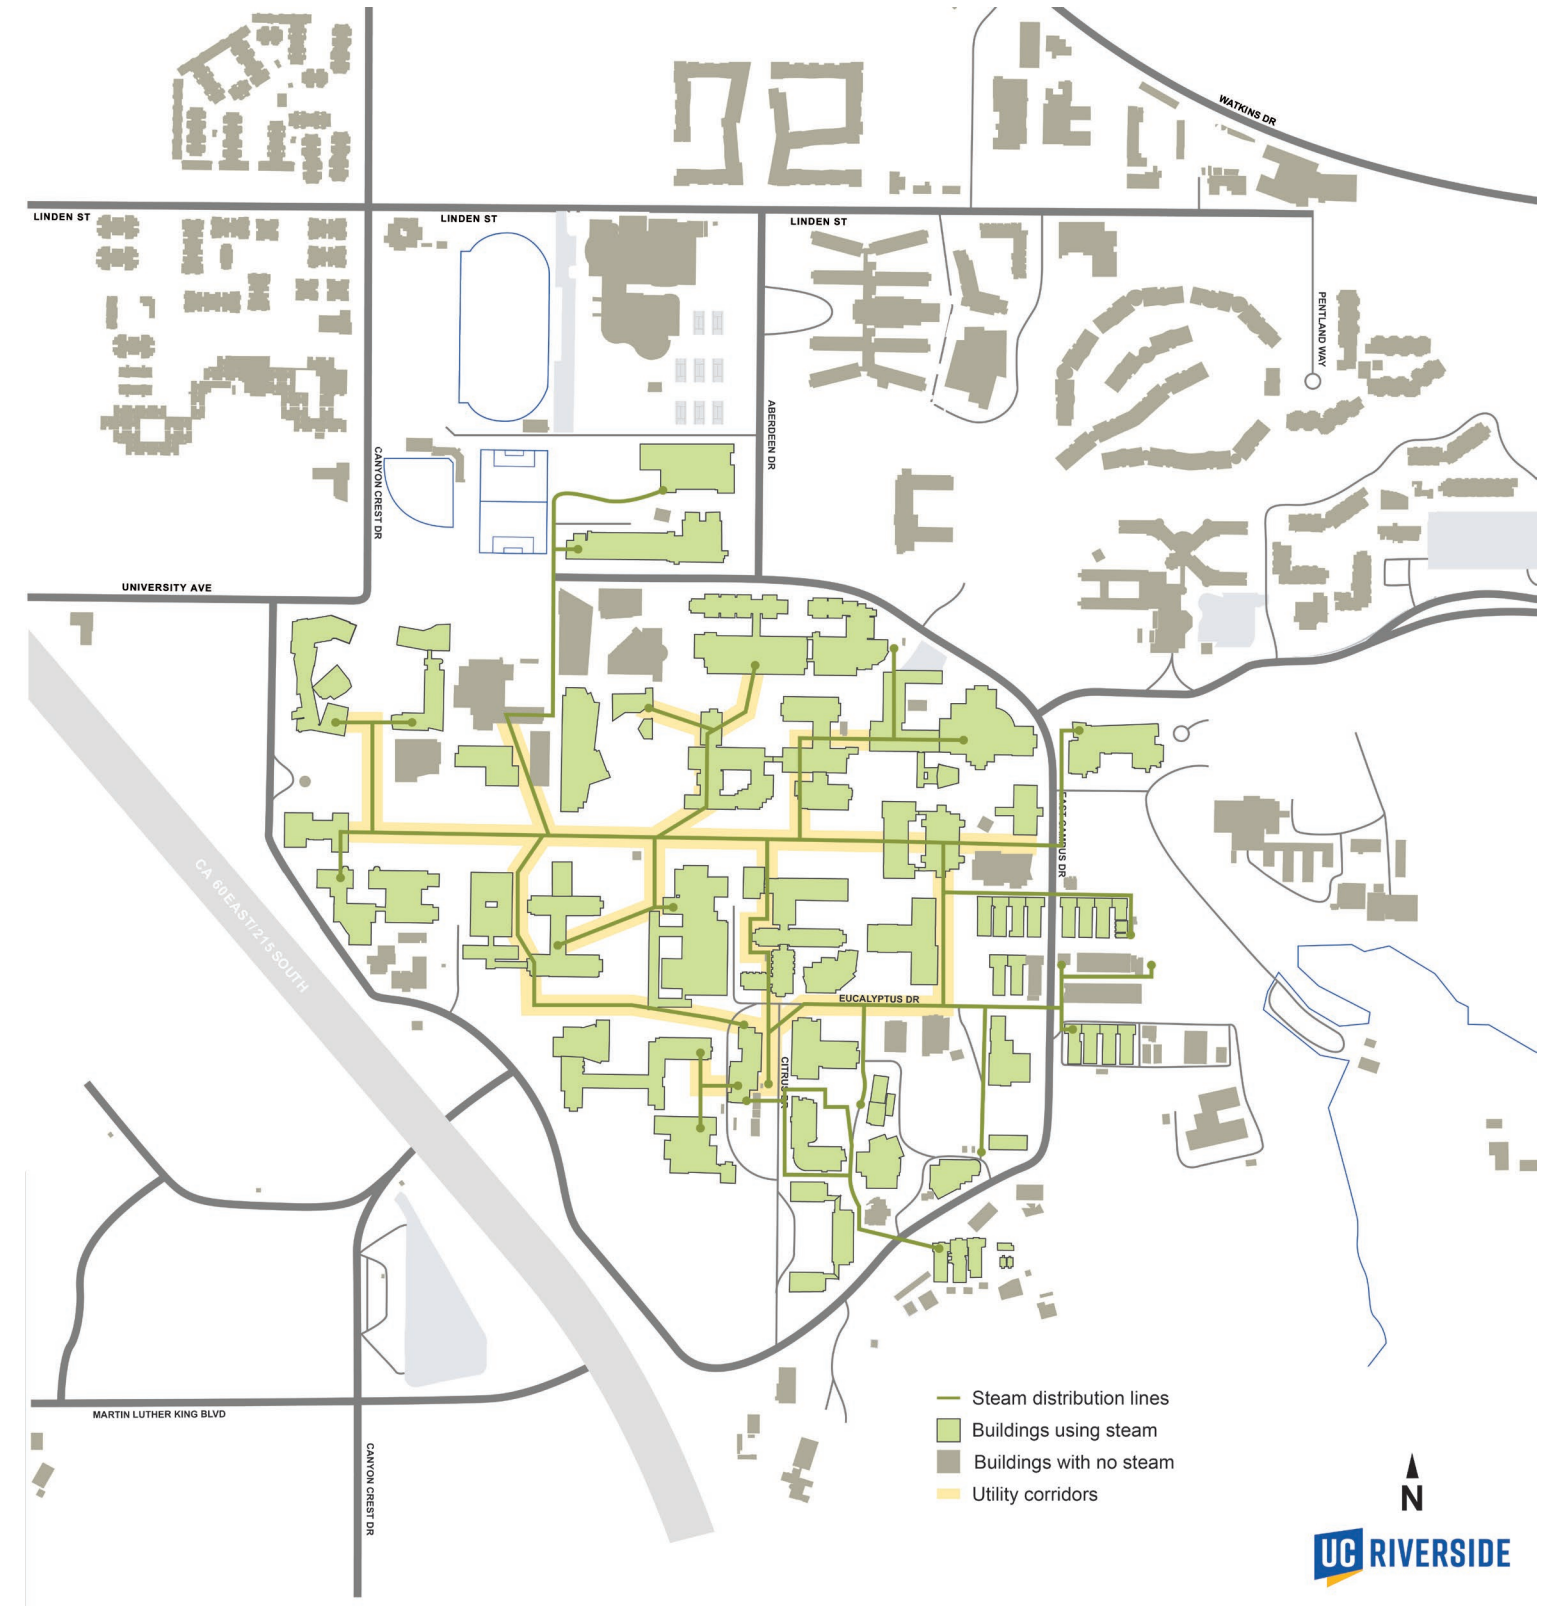 WATKINS DR
LINDEN ST
LINDEN ST
LINDEN ST
PENTLAND WAY
ABERDEEN DR
CANYON CREST DR
UNIVERSITY AVE
EAST CAMPUS DR
CA 60EAST/215 SOUTH
EUCALYPTUS DR
CITRUS DR
Steam distribution lines
MARTIN LUTHER KING BLVD
Buildings using steam
Buildings with no steam
CANYON CREST DR
Utility corridors
N
UC RIVERSIDE